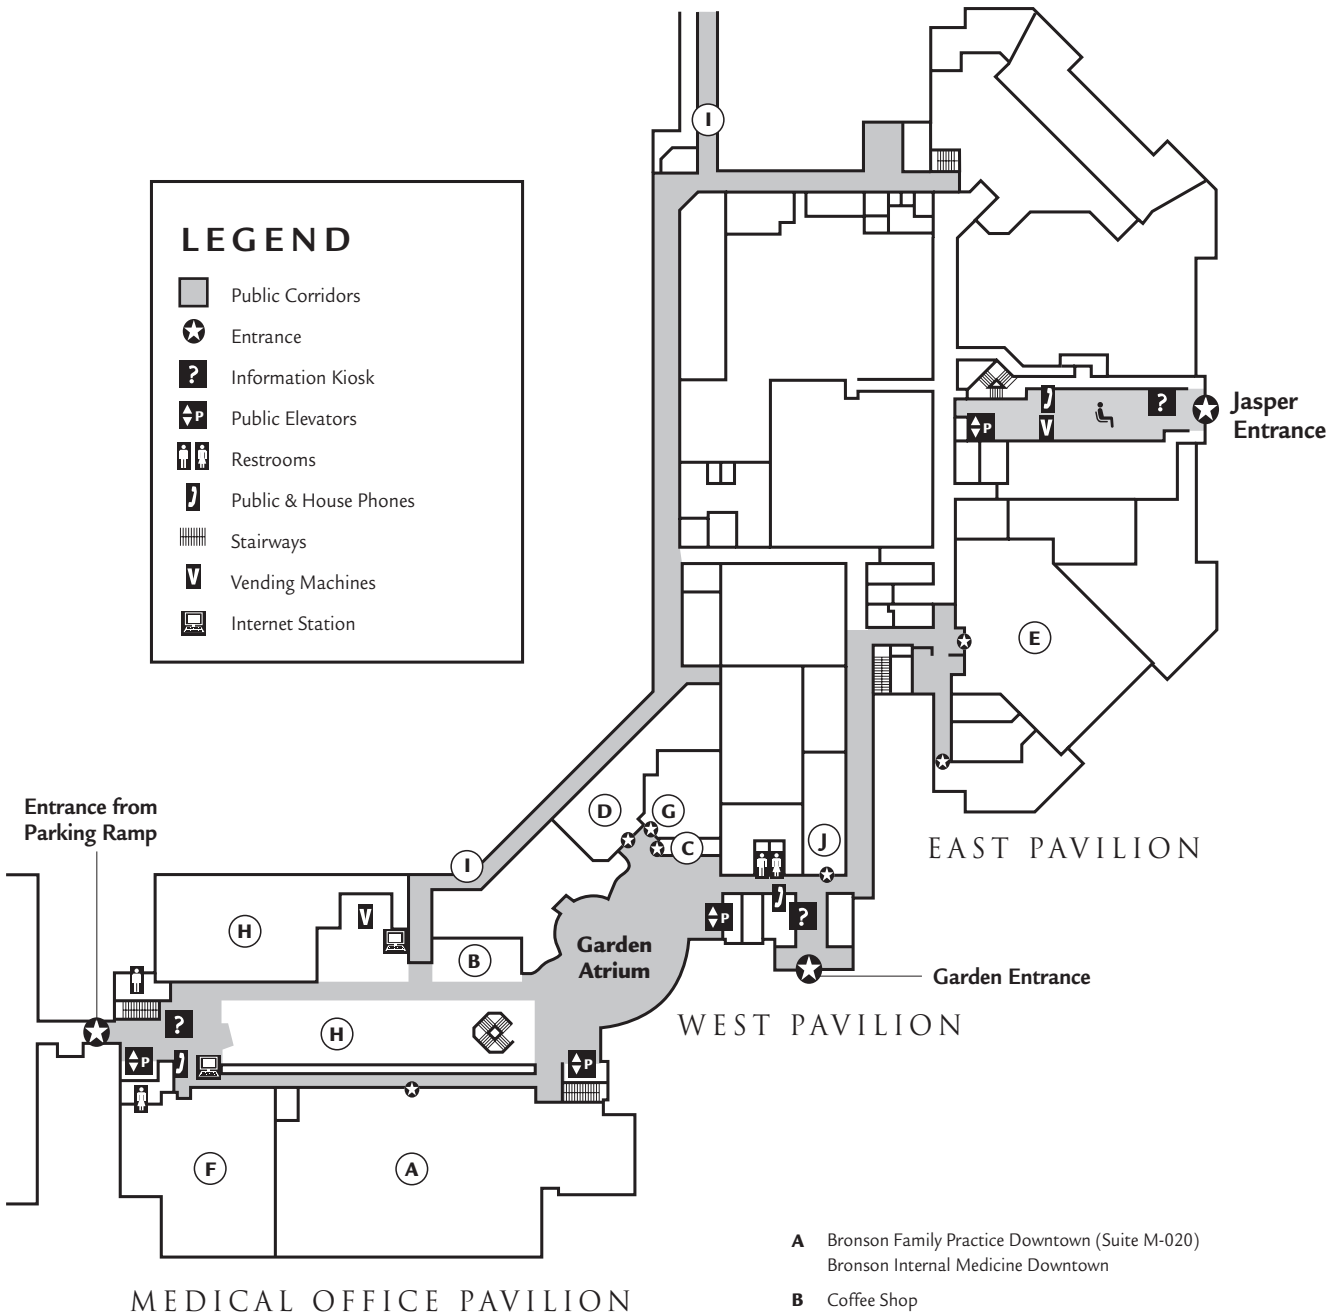 I
LEGEND
Public Corridors
Entrance
? Information Kiosk
P Public Elevators
Restrooms
Public & House Phones
Stairways
V Vending Machines
Internet Station
?
Jasper
Entrance
P
V
E
Entrance from
Parking Ramp
D
G
J
C
EAST PAVILION
I
H
V
P
?
B
Garden
Atrium
Garden Entrance
?
H
WEST PAVILION
P
P
F
A
A Bronson Family Practice Downtown (Suite M-020)
Bronson Internal Medicine Downtown
B Coffee Shop
MEDICAL OFFICE PAVILION